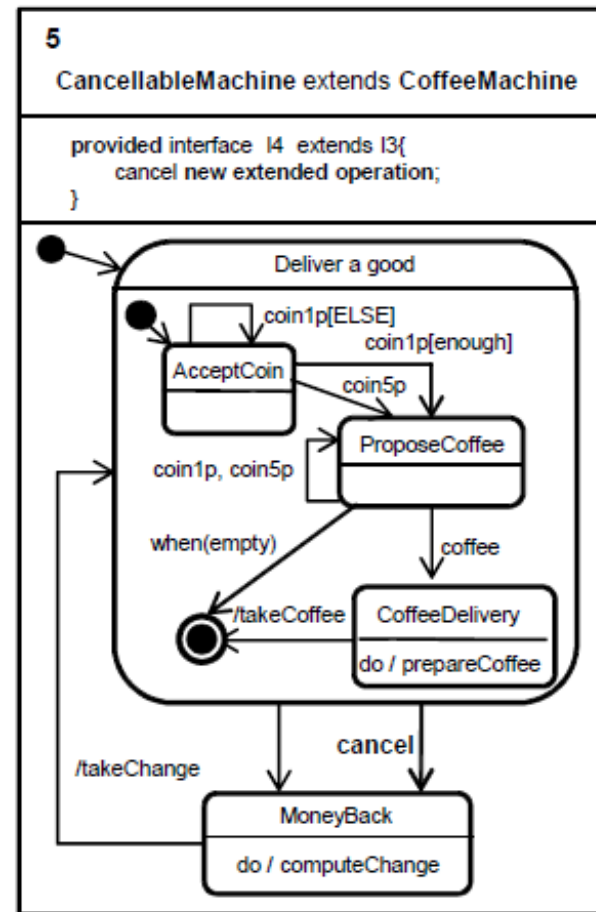 5
CancellableMachine extends CoffeeMachine
provided interface I4 extends I3{
cancel new extended operation;
}
Deliver a good
coin1p[ELSE]
coin1p[enough]
AcceptCoin
coin5p
ProposeCoffee
coin1p, coin5p
when(empty)
coffee
/takeCoffee
CoffeeDelivery
do / prepareCoffee
cancel
/takeChange
MoneyBack
do / computeChange